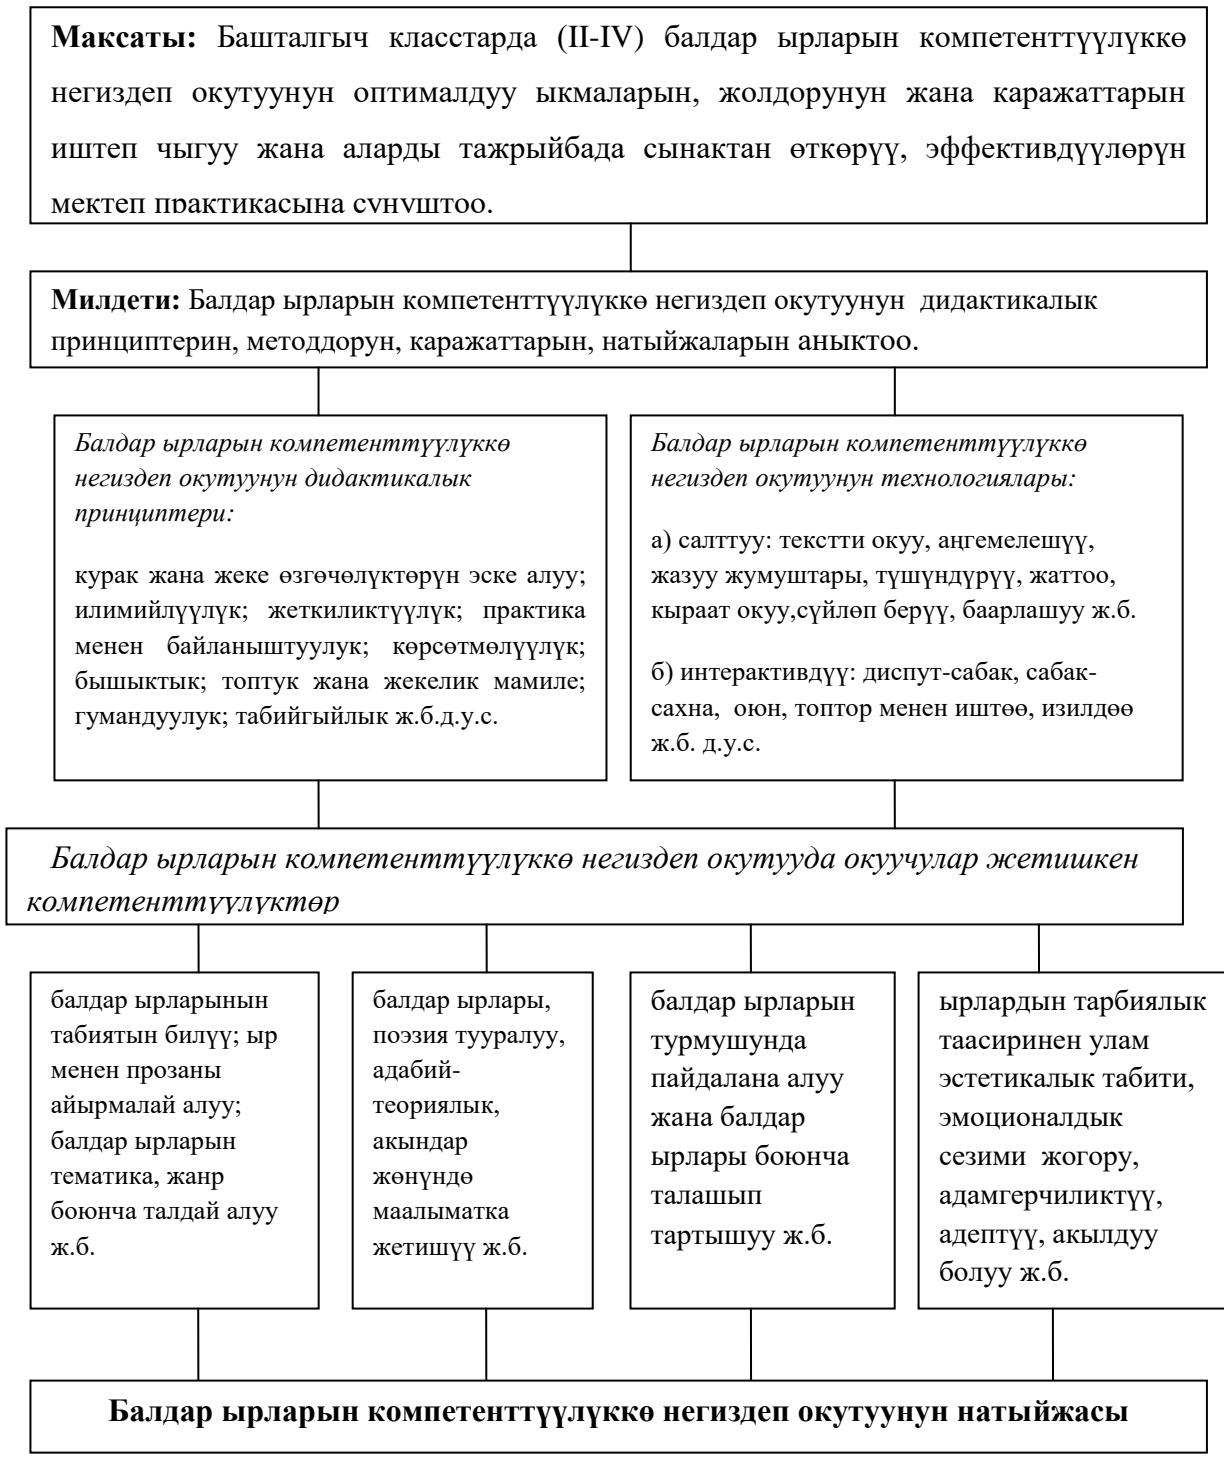 Максаты: Башталгыч класстарда (II-IV) балдар ырларын компетенттүүлүккө
негиздеп окутуунун оптималдуу ыкмаларын, жолдорунун жана каражаттарын
иштеп чыгуу жана аларды тажрыйбада сынактан өткөрүү, эффективдүүлөрүн
мектеп практикасына сунуштоо.
Милдети: Балдар ырларын компетенттүүлүккө негиздеп окутуунун дидактикалык
принциптерин, методдорун, каражаттарын, натыйжаларын аныктоо.
Балдар ырларын компетенттүүлүккө
негиздеп окутуунун дидактикалык
принциптери:
курак жана жеке өзгөчөлүктөрүн эске алуу;
илимийлүүлүк; жеткиликтүүлүк; практика
менен байланыштуулук; көрсөтмөлүүлүк;
бышыктык; топтук жана жекелик мамиле;
гумандуулук; табийгыйлык ж.б.д.у.с.
Балдар ырларын компетенттүүлүккө
негиздеп окутуунун технологиялары:
а) салттуу: текстти окуу, аңгемелешүү,
жазуу жумуштары, түшүндүрүү, жаттоо,
кыраат окуу,сүйлөп берүү, баарлашуу ж.б.
б) интерактивдүү: диспут-сабак, сабак-
сахна, оюн, топтор менен иштөө, изилдөө
ж.б. д.у.с.
Балдар ырларын компетенттүүлүккө негиздеп окутууда окуучулар жетишкен
компетенттүүлүктөр
балдар ырларынын
табиятын билүү; ыр
менен прозаны
айырмалай алуу;
балдар ырларын
тематика, жанр
боюнча талдай алуу
ж.б.
балдар ырлары,
поэзия тууралуу,
адабий-
теориялык,
акындар
жөнүндө
маалыматка
жетишүү ж.б.
балдар ырларын
турмушунда
пайдалана алуу
жана балдар
ырлары боюнча
талашып
тартышуу ж.б.
ырлардын тарбиялык
таасиринен улам
эстетикалык табити,
эмоционалдык
сезими жогору,
адамгерчиликтүү,
адептүү, акылдуу
болуу ж.б.
Балдар ырларын компетенттүүлүккө негиздеп окутуунун натыйжасы